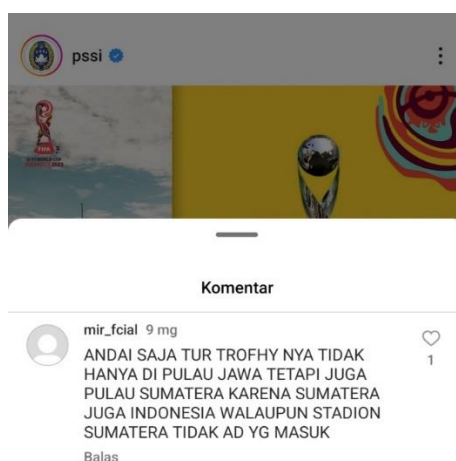 pssi
FIFA
Komentar
mir_fcial 9 mg
ANDAI SAJA TUR TROFHY NYA TIDAK
HANYA DI PULAU JAWA TETAPI JUGA
PULAU SUMATERA KARENA SUMATERA
JUGA INDONESIA WALAUPUN STADION
SUMATERA TIDAK AD YG MASUK
1
Balas